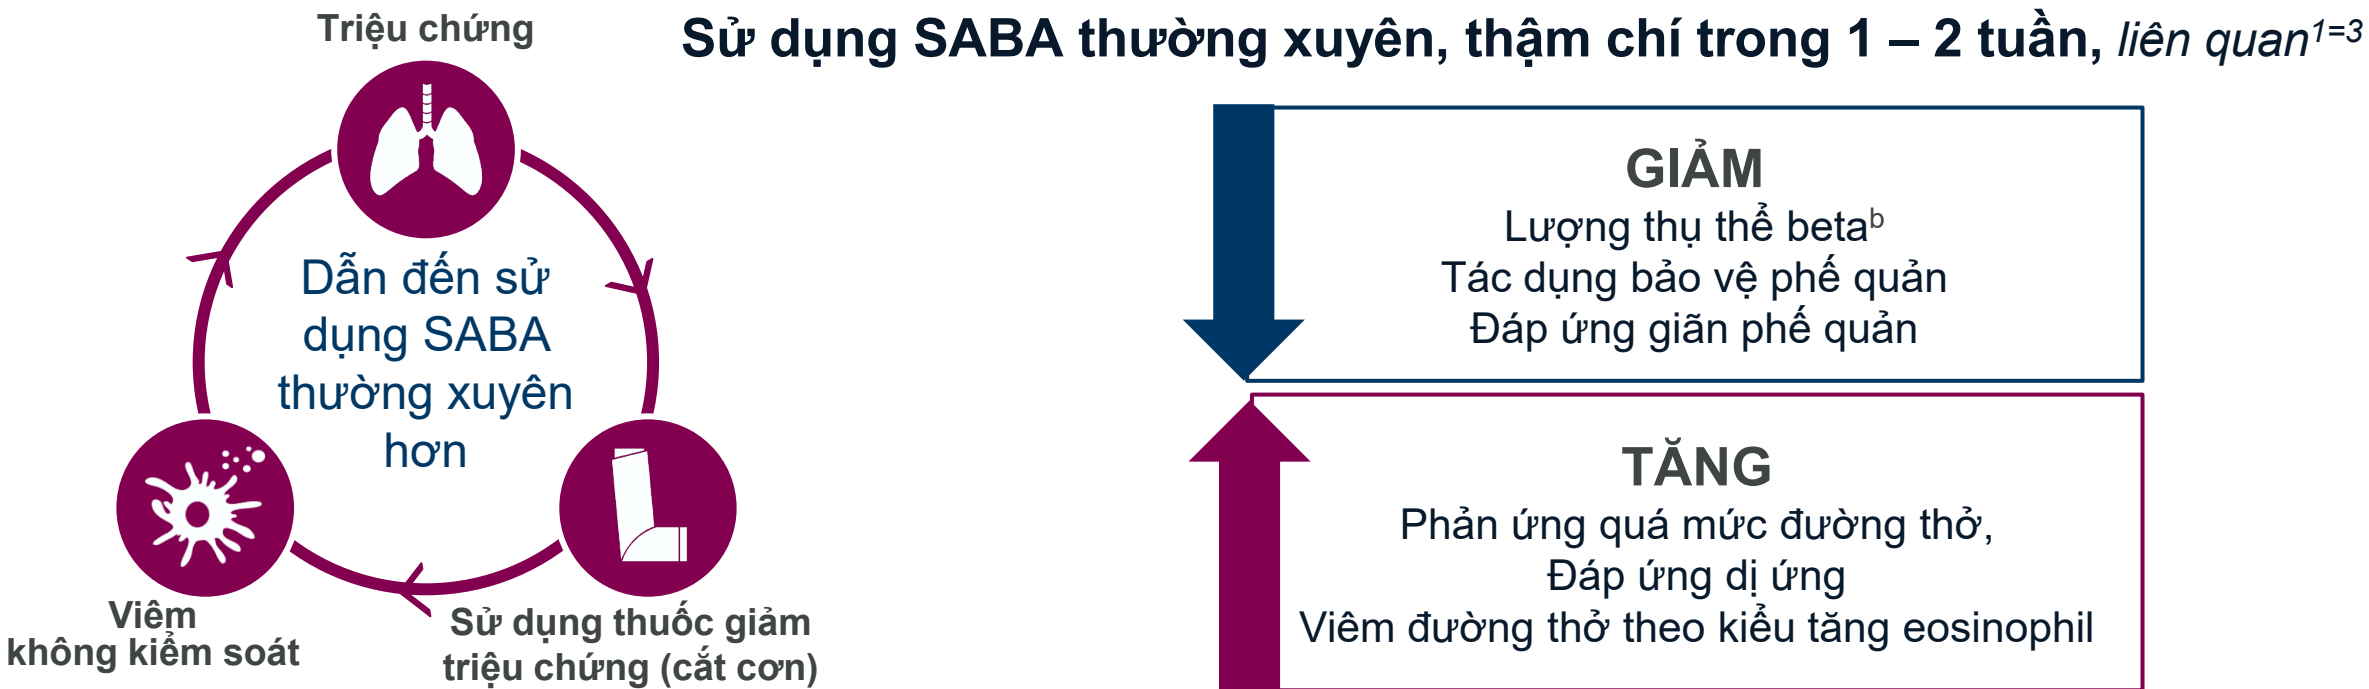 Triệu chứng
Sử dụng SABA thường xuyên, thậm chí trong 1 – 2 tuần, liên quan1=3
Dẫn đến sử
dụng SABA
thường xuyên
hơn
Viêm
không kiểm soát
Sử dụng thuốc giảm
triệu chứng (cắt cơn)
GIẢM
Lượng thụ thể betab
Tác dụng bảo vệ phế quản
Đáp ứng giãn phế quản
TĂNG
Phản ứng quá mức đường thở,
Đáp ứng dị ứng
Viêm đường thở theo kiểu tăng eosinophil